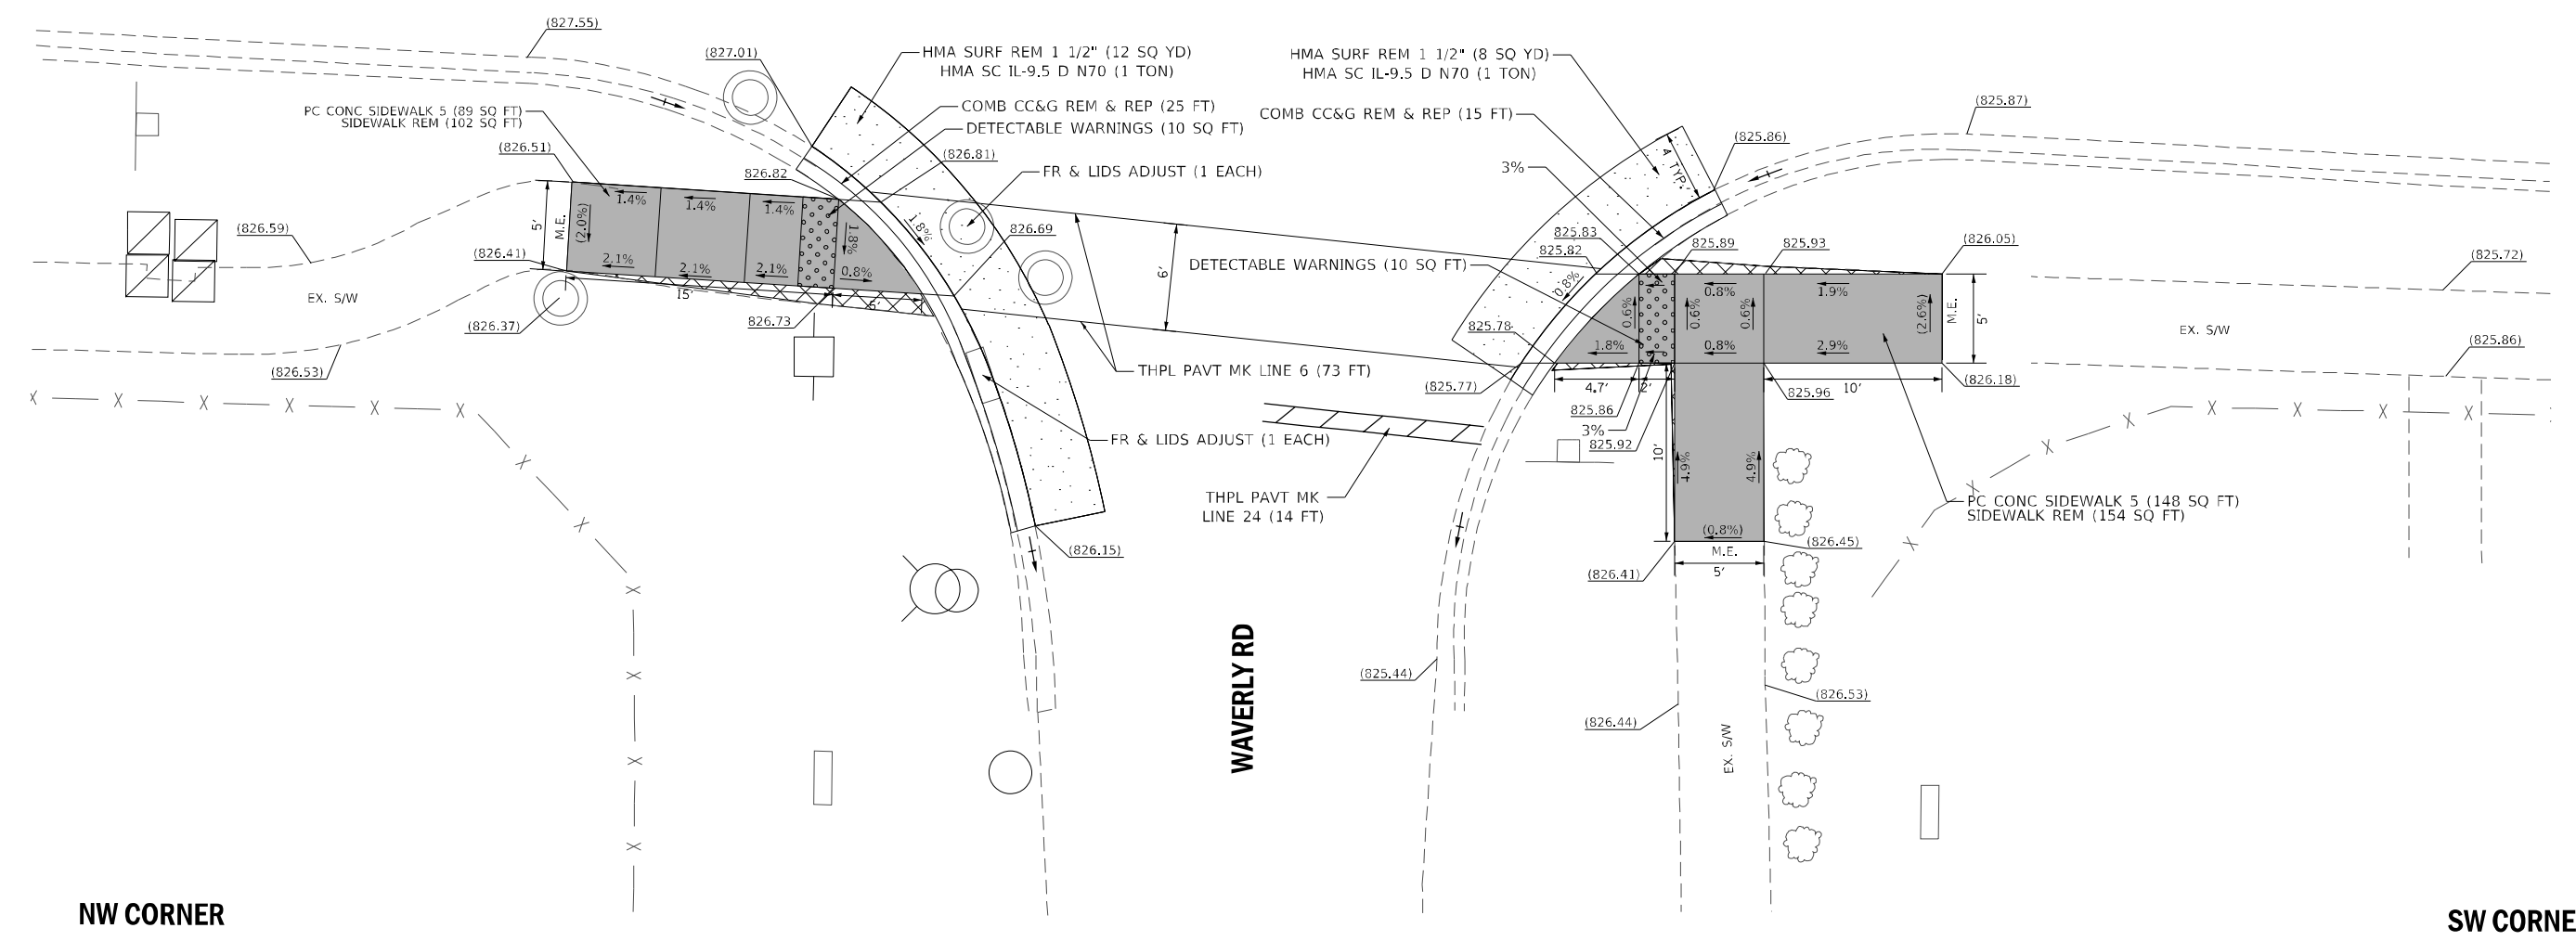 (827.55)
(827.01)
HMA SURF REM 1 1/2" (12 SQ YD)
HMA SC IL-9.5 D N70 (1 TON)
PC CONC SIDEWALK 5 (89 SQ FT)
SIDEWALK REM (102 SQ FT)
COMB CC&G REM & REP (25 FT)
DETECTABLE WARNINGS (10 SQ FT)
(826.51)
(826.81)
826.82
FR & LIDS ADJUST (1 EACH)
1.4%
1.4%
1.4%
5'
M.E.
(2.0%)
1.8%
1.8%
826.69
(826.59)
(826.41)
2.1%
2.1%
2.1%
0.8%
15'
5'
EX. S/W
(826.37)
826.73
(826.53)
6'
THPL PAVT MK LINE 6 (73 FT)
FR & LIDS ADJUST (1 EACH)
(826.15)
HMA SURF REM 1 1/2" (8 SQ YD)
HMA SC IL-9.5 D N70 (1 TON)
COMB CC&G REM & REP (15 FT)
3%
4 TYP.
(825.87)
(825.86)
825.83
825.82
825.89
825.93
(826.05)
(825.72)
DETECTABLE WARNINGS (10 SQ FT)
0.8%
0.8%
1.9%
0.6%
0.6%
0.6%
(2.6%)
M.E.
5'
825.78
1.8%
0.8%
2.9%
EX. S/W
(825.86)
(825.77)
4.7'
2'
10'
(826.18)
825.86
825.96
3%
825.92
10'
4.9%
4.9%
THPL PAVT MK
LINE 24 (14 FT)
PC CONC SIDEWALK 5 (148 SQ FT)
SIDEWALK REM (154 SQ FT)
(0.8%)
(826.45)
M.E.
(826.41)
5'
WAVERLY RD
(825.44)
(826.53)
(826.44)
EX. S/W
NW CORNER
SW CORNE